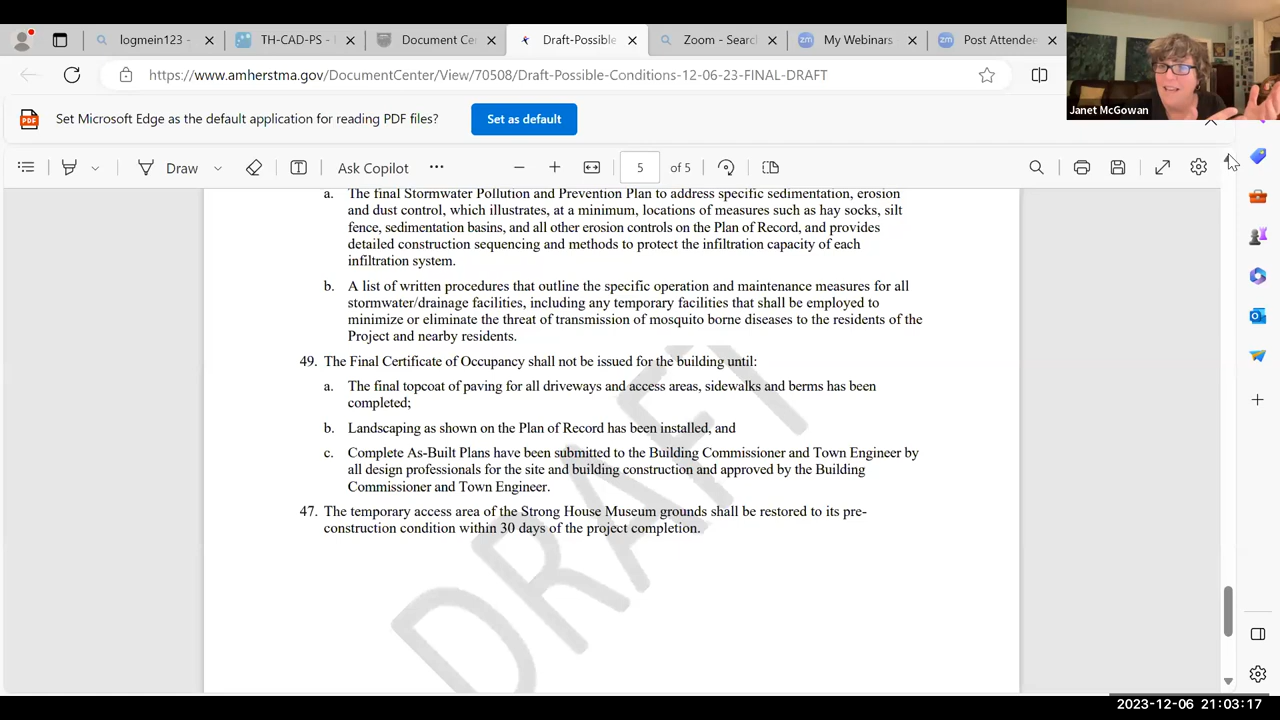 logmein123 -
TH-CAD-PS -
Document Ce
Draft-Possible
Zoom - Searc
My Webinars
Post Attende
https://www.amherstma.gov/DocumentCenter/View/70508/Draft-Possible-Conditions-12-06-23-FINAL-DRAFT
Janet McGowan
PDF
Set Microsoft Edge as the default application for reading PDF files?
Set as default
Draw
Ask Copilot
5
of 5
a. The final Stormwater Pollution and Prevention Plan to address specific sedimentation, erosion
and dust control, which illustrates, at a minimum, locations of measures such as hay socks, silt
fence, sedimentation basins, and all other erosion controls on the Plan of Record, and provides
detailed construction sequencing and methods to protect the infiltration capacity of each
infiltration system.
b. A list of written procedures that outline the specific operation and maintenance measures for all
stormwater/drainage facilities, including any temporary facilities that shall be employed to
minimize or eliminate the threat of transmission of mosquito borne diseases to the residents of the
Project and nearby residents.
49. The Final Certificate of Occupancy shall not be issued for the building until:
a. The final topcoat of paving for all driveways and access areas, sidewalks and berms has been
completed;
b. Landscaping as shown on the Plan of Record has been installed, and
c. Complete As-Built Plans have been submitted to the Building Commissioner and Town Engineer by
all design professionals for the site and building construction and approved by the Building
Commissioner and Town Engineer.
47. The temporary access area of the Strong House Museum grounds shall be restored to its pre-
construction condition within 30 days of the project completion.
DRAFT
2023-12-06 21:03:17